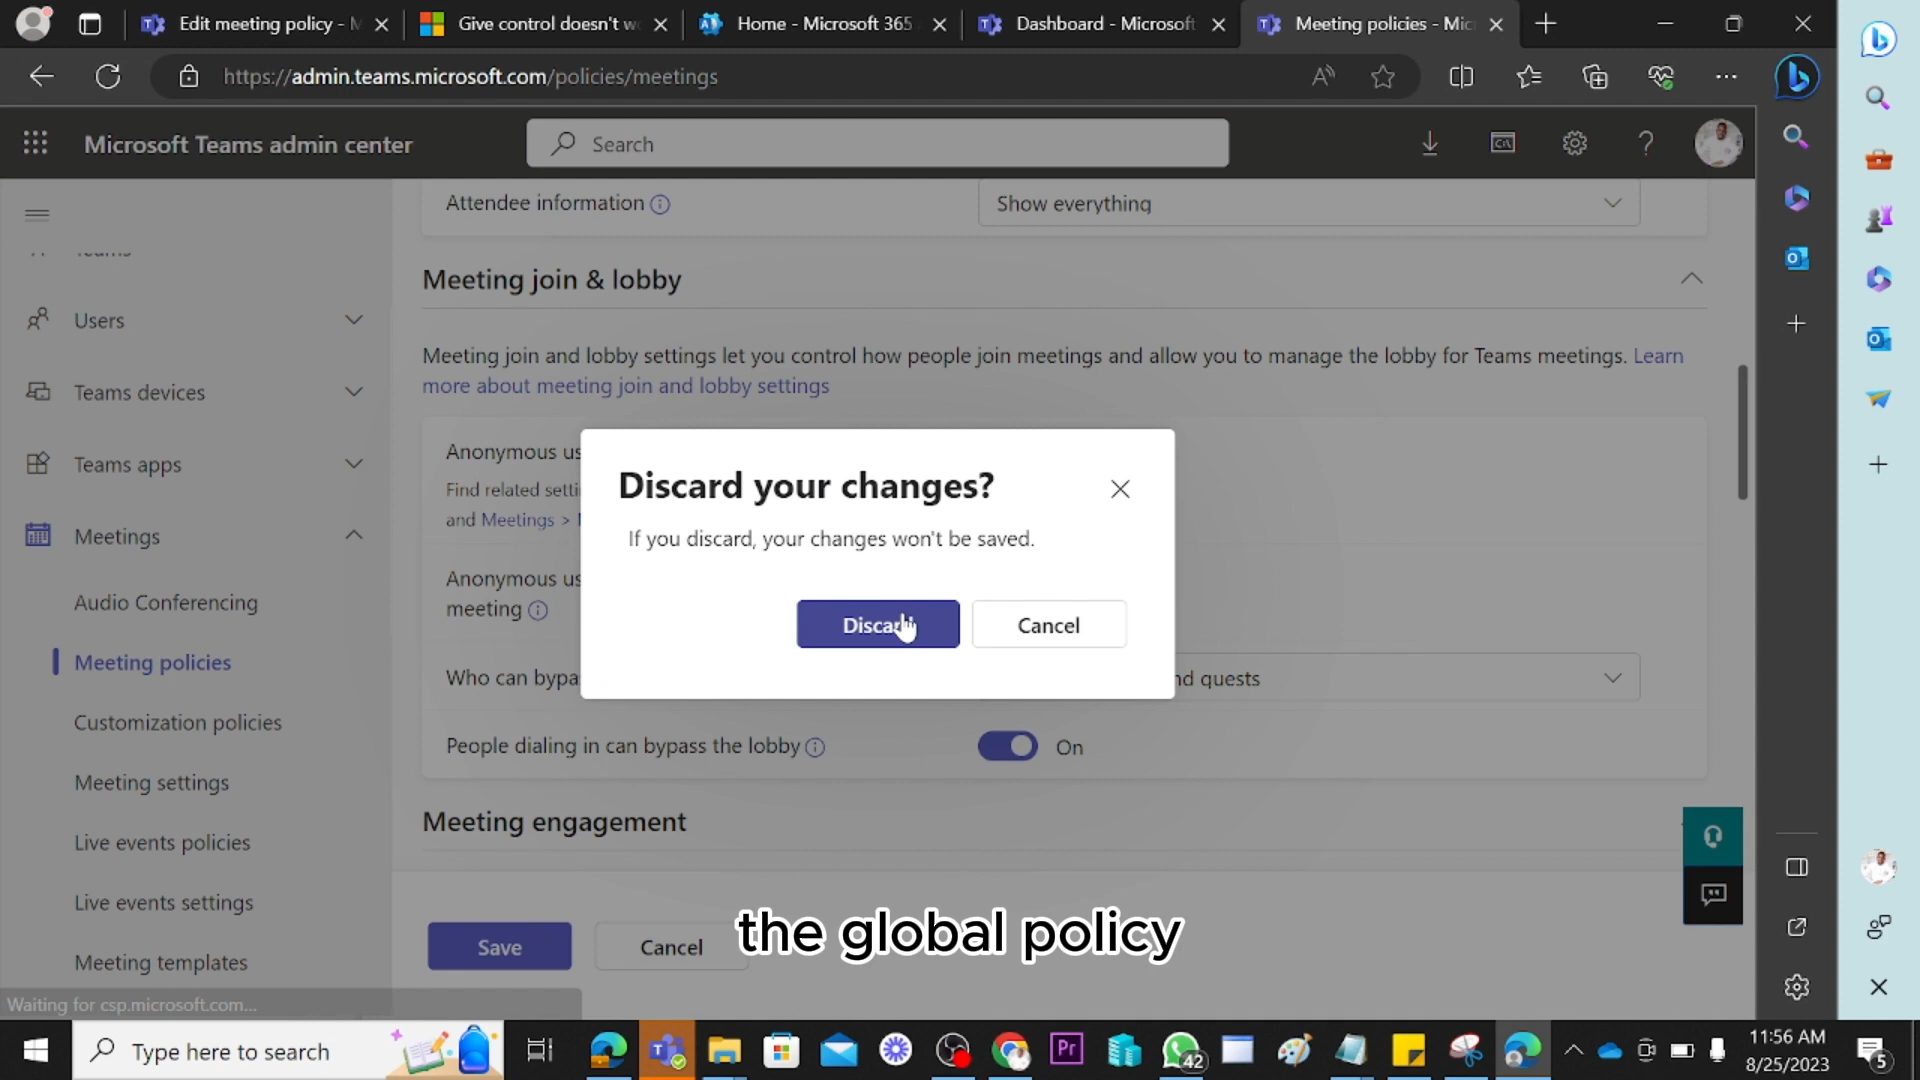 Edit meeting policy - M
Give control doesn't w
Home - Microsoft 365
Dashboard - Microsoft
Meeting policies - Mic
https://admin.teams.microsoft.com/policies/meetings
Microsoft Teams admin center
Search
Attendee information
Show everything
Meeting join & lobby
Users
Meeting join and lobby settings let you control how people join meetings and allow you to manage the lobby for Teams meetings. Learn
more about meeting join and lobby settings
Teams devices
Teams apps
Anonymous us
Find related setti
and Meetings >
Discard your changes?
If you discard, your changes won't be saved.
Meetings
Audio Conferencing
Anonymous us
meeting
Discard
Cancel
Meeting policies
Who can bypa
nd guests
Customization policies
People dialing in can bypass the lobby
On
Meeting settings
Meeting engagement
Live events policies
Live events settings
Save
Cancel
the global policy
Meeting templates
Waiting for csp.microsoft.com...
Type here to search
Pr
42
11:56 AM
8/25/2023
5